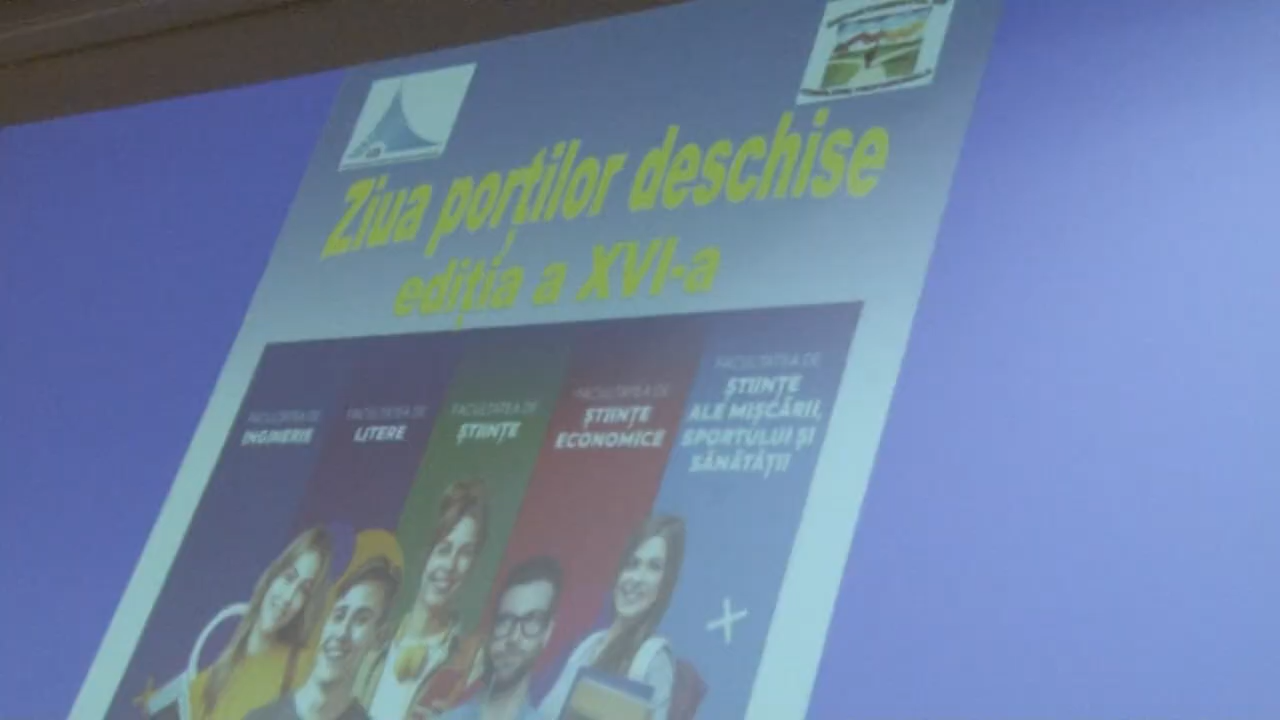 Ziua porților deschise
ediția a XVI-a
FACULTATEA DE
INGINERIE
FACULTATEA DE
LITERE
FACULTATEA DE
ȘTIINȚE
FACULTATEA DE
ȘTIINȚE
ECONOMICE
FACULTATEA DE
ȘTIINȚE
ALE MIȘCĂRII,
SPORTULUI ȘI
SĂNĂTĂȚII